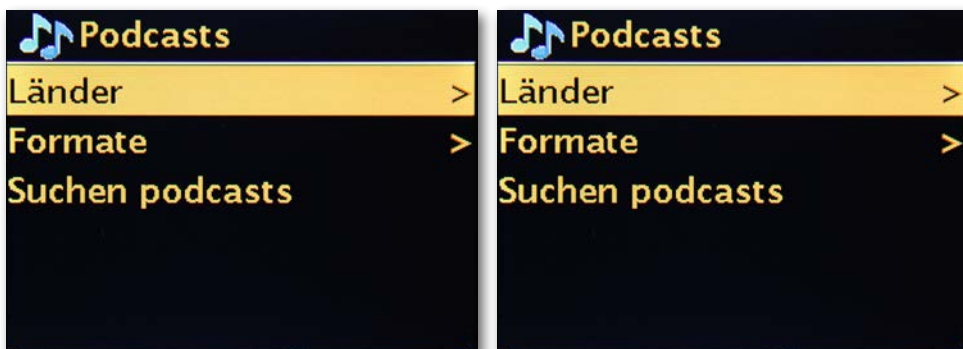 Podcasts
Länder >
Formate >
Suchen podcasts
Podcasts
Länder >
Formate >
Suchen podcasts